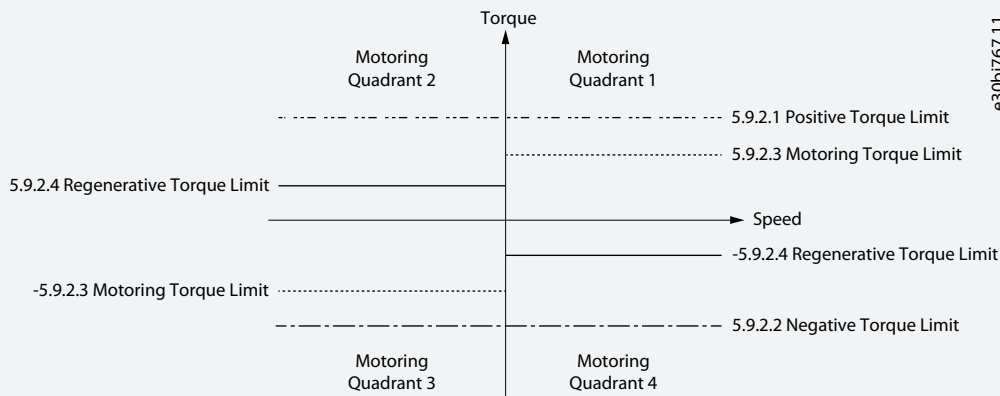 Torque
Motoring
Quadrant 2
Motoring
Quadrant 1
5.9.2.1 Positive Torque Limit
5.9.2.3 Motoring Torque Limit
5.9.2.4 Regenerative Torque Limit
Speed
-5.9.2.4 Regenerative Torque Limit
-5.9.2.3 Motoring Torque Limit
5.9.2.2 Negative Torque Limit
Motoring
Quadrant 3
Motoring
Quadrant 4
e30bj767.11